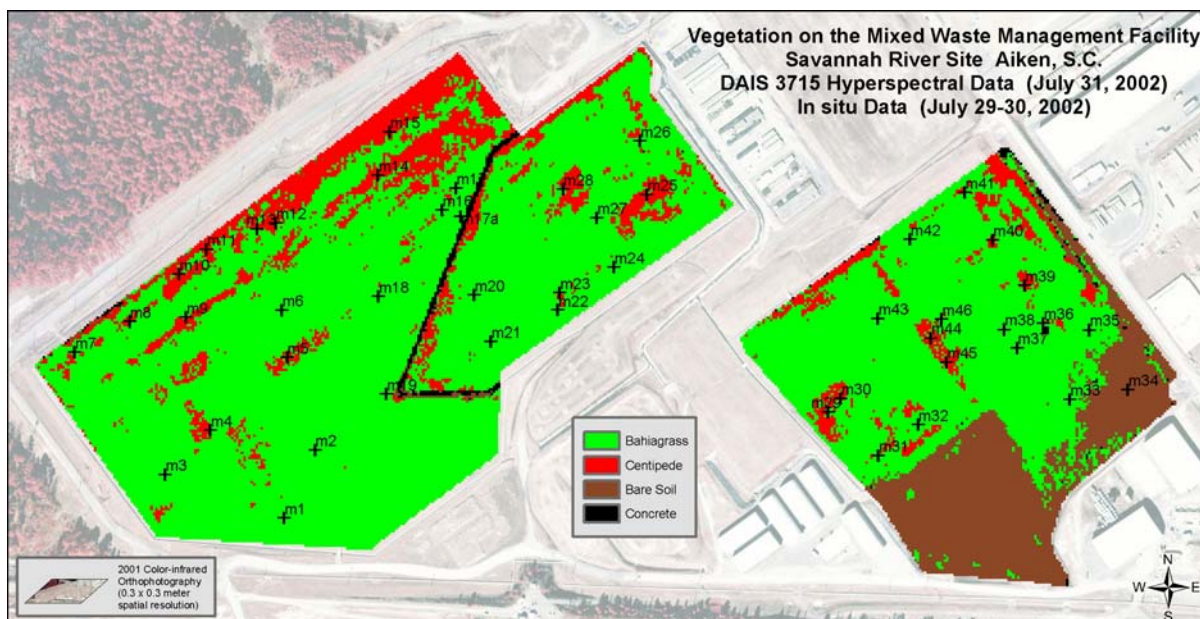 Vegetation on the Mixed Waste Management Facility
Savannah River Site Aiken, S.C.
DAIS 3715 Hyperspectral Data (July 31, 2002)
In situ Data (July 29-30, 2002)
m15
m26
m14
m28
m25
m41
m16
m17a
m27
m12
m13
m42
m40
m11
m10
m24
m39
m18
m20
m23
m22
m6
m9
m8
m43
m46
m38
m36
m35
m44
m37
m21
m7
m5
m45
m19
m34
m33
m30
m29
m32
m4
m2
m31
m3
m1
Bahiagrass
Centipede
Bare Soil
Concrete
2001 Color-infrared
Orthophotography
(0.3 x 0.3 meter
spatial resolution)
N
W E
S